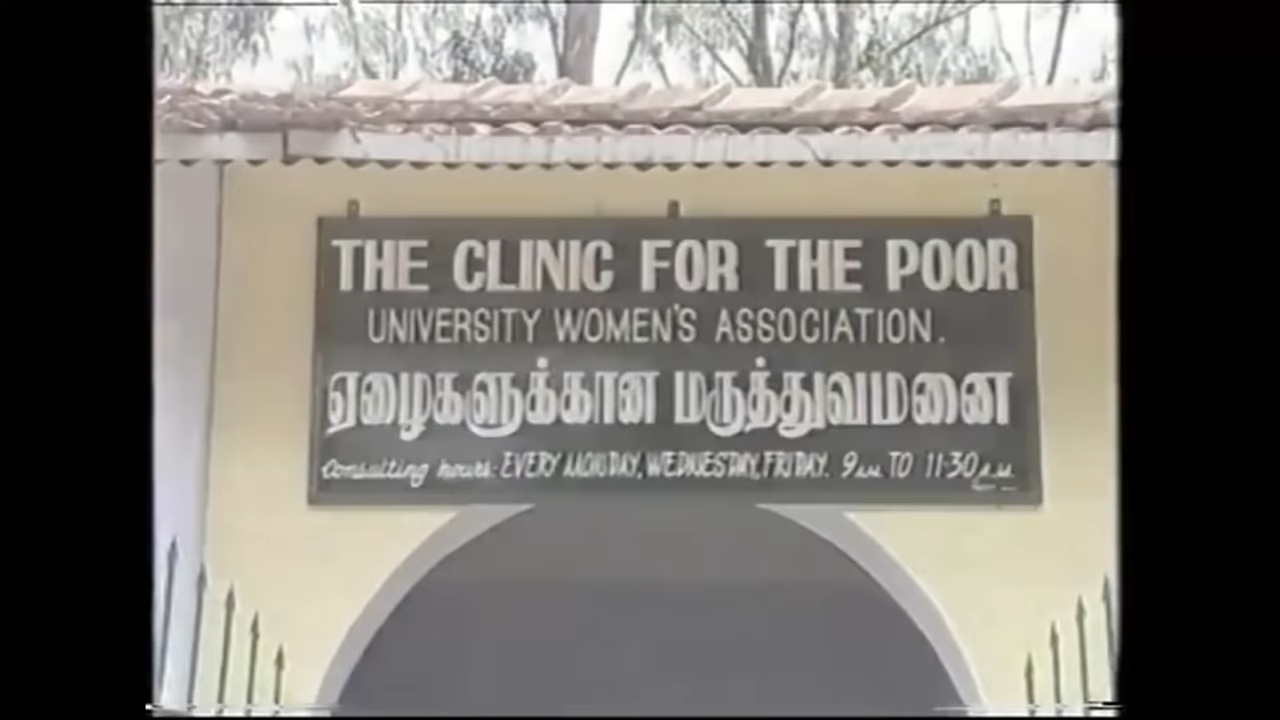 THE CLINIC FOR THE POOR
UNIVERSITY WOMEN'S ASSOCIATION.
ஏழைகளுக்கான மருத்துவமனை
Consulting hours: EVERY MONDAY, WEDNESDAY, FRIDAY. 9 A.M. TO 11·30 A.M.